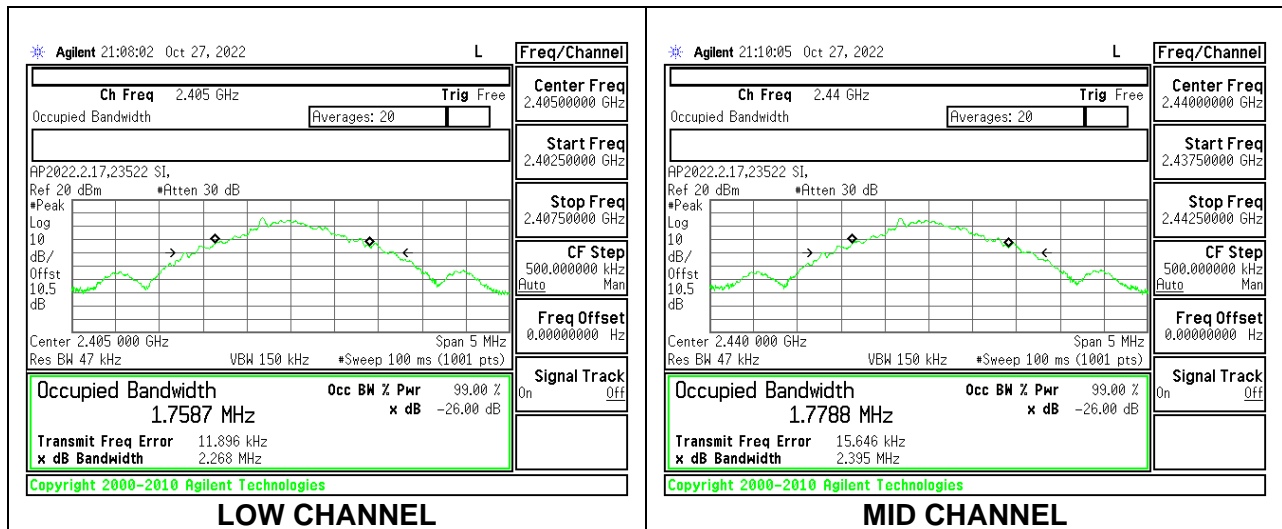 Agilent 21:08:02 Oct 27, 2022 L
Freq/Channel
Ch Freq 2.405 GHz Trig Free
Occupied Bandwidth Averages: 20
AP2022.2.17,23522 SI,
Ref 20 dBm #Atten 30 dB
#Peak
Log
10
dB/
Offst
10.5
dB
Center 2.405 000 GHz Span 5 MHz
Res BW 47 kHz VBW 150 kHz #Sweep 100 ms (1001 pts)
Occupied Bandwidth Occ BW % Pwr 99.00 %
1.7587 MHz x dB -26.00 dB
Transmit Freq Error 11.896 kHz
x dB Bandwidth 2.268 MHz
Copyright 2000-2010 Agilent Technologies
Center Freq
2.40500000 GHz
Start Freq
2.40250000 GHz
Stop Freq
2.40750000 GHz
CF Step
500.000000 kHz
Auto Man
Freq Offset
0.00000000 Hz
Signal Track
On Off
LOW CHANNEL
Agilent 21:10:05 Oct 27, 2022 L
Freq/Channel
Ch Freq 2.44 GHz Trig Free
Occupied Bandwidth Averages: 20
AP2022.2.17,23522 SI,
Ref 20 dBm #Atten 30 dB
#Peak
Log
10
dB/
Offst
10.5
dB
Center 2.440 000 GHz Span 5 MHz
Res BW 47 kHz VBW 150 kHz #Sweep 100 ms (1001 pts)
Occupied Bandwidth Occ BW % Pwr 99.00 %
1.7788 MHz x dB -26.00 dB
Transmit Freq Error 15.646 kHz
x dB Bandwidth 2.395 MHz
Copyright 2000-2010 Agilent Technologies
Center Freq
2.44000000 GHz
Start Freq
2.43750000 GHz
Stop Freq
2.44250000 GHz
CF Step
500.000000 kHz
Auto Man
Freq Offset
0.00000000 Hz
Signal Track
On Off
MID CHANNEL